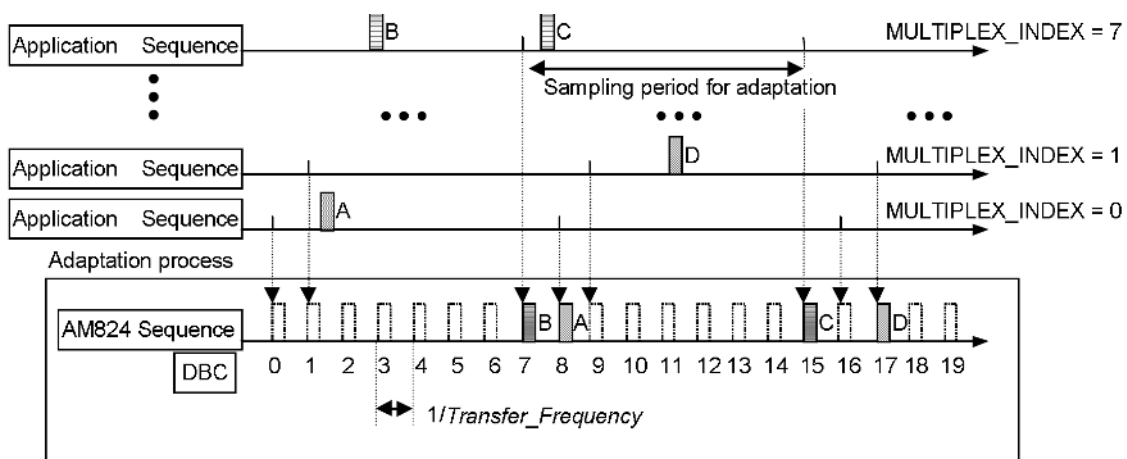 B C
Application Sequence MULTIPLEX_INDEX = 7
Sampling period for adaptation
D
Application Sequence MULTIPLEX_INDEX = 1
A
Application Sequence MULTIPLEX_INDEX = 0
Adaptation process
AM824 Sequence B A C D
DBC 0 1 2 3 4 5 6 7 8 9 10 11 12 13 14 15 16 17 18 19
1/Transfer_Frequency